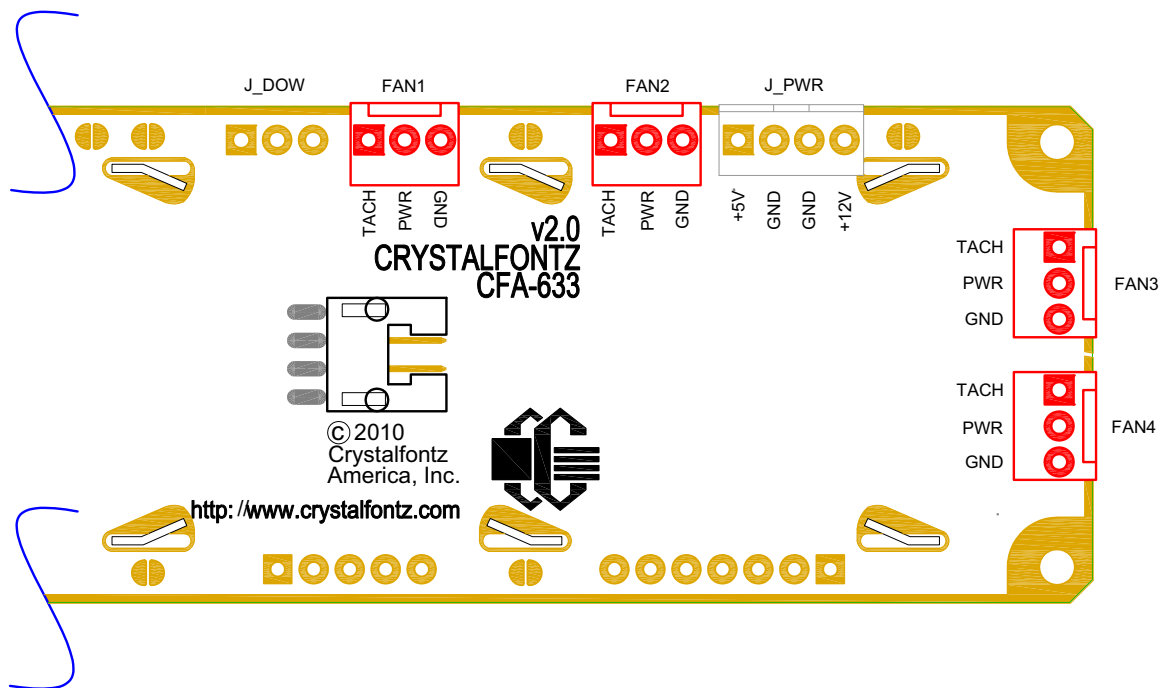 J_DOW
FAN1
FAN2
J_PWR
TACH
PWR
GND
TACH
PWR
GND
+5V
GND
GND
+12V
v2.0
CRYSTALFONTZ
CFA-633
TACH
PWR
GND
FAN3
TACH
PWR
GND
FAN4
© 2010
Crystalfontz
America, Inc.
http://www.crystalfontz.com